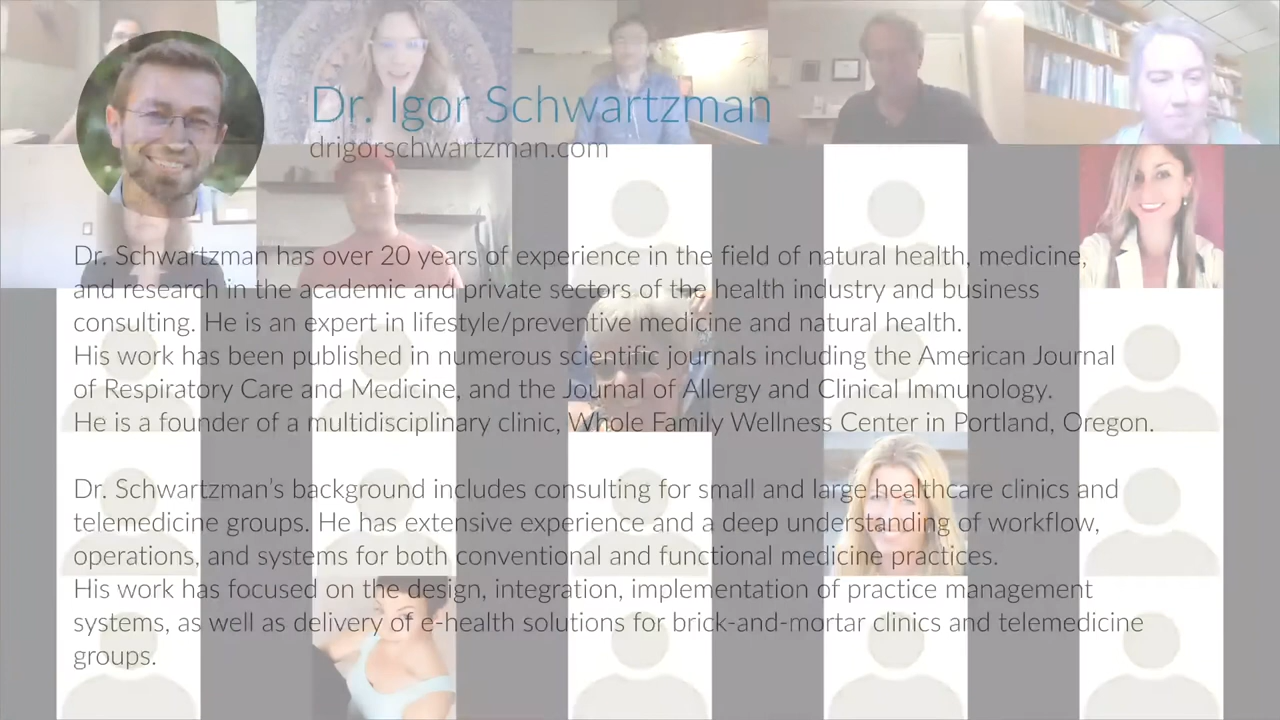 Dr. Igor Schwartzman
drigorschwartzman.com
Dr. Schwartzman has over 20 years of experience in the field of natural health, medicine,
and research in the academic and private sectors of the health industry and business
consulting. He is an expert in lifestyle/preventive medicine and natural health.
His work has been published in numerous scientific journals including the American Journal
of Respiratory Care and Medicine, and the Journal of Allergy and Clinical Immunology.
He is a founder of a multidisciplinary clinic, Whole Family Wellness Center in Portland, Oregon.
Dr. Schwartzman’s background includes consulting for small and large healthcare clinics and
telemedicine groups. He has extensive experience and a deep understanding of workflow,
operations, and systems for both conventional and functional medicine practices.
His work has focused on the design, integration, implementation of practice management
systems, as well as delivery of e-health solutions for brick-and-mortar clinics and telemedicine
groups.